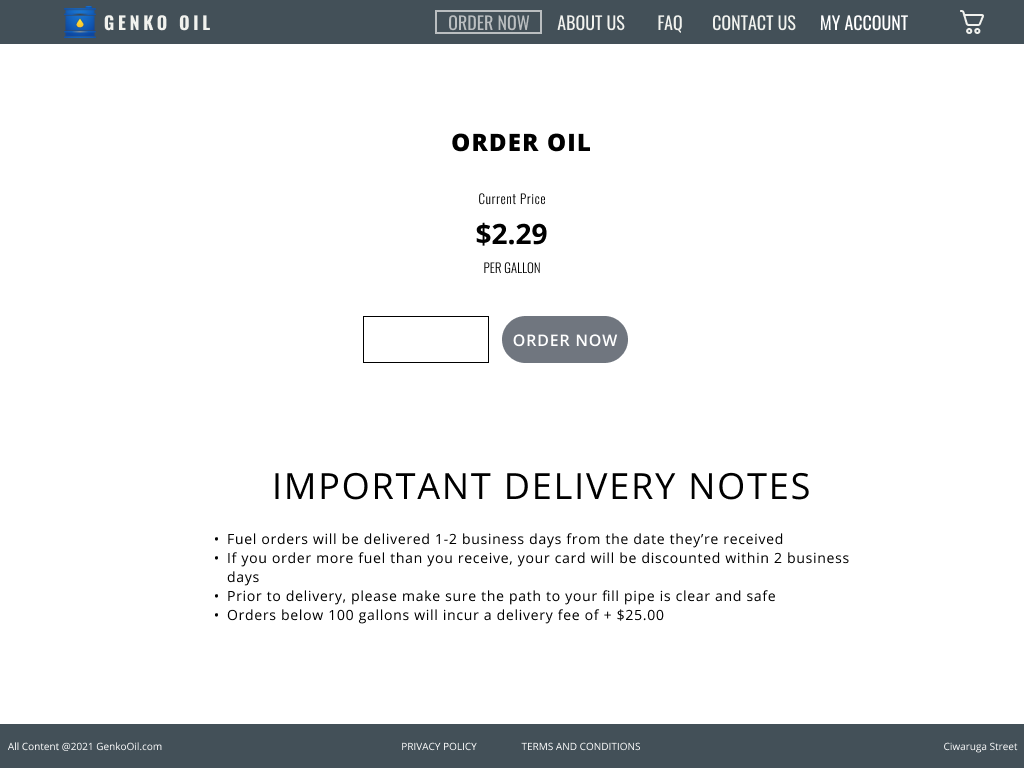 GENKO OIL
ORDER NOW
ABOUT US
FAQ
CONTACT US
MY ACCOUNT
ORDER OIL
Current Price
$2.29
PER GALLON
ORDER NOW
IMPORTANT DELIVERY NOTES
• Fuel orders will be delivered 1-2 business days from the date they’re received
• If you order more fuel than you receive, your card will be discounted within 2 business
days
• Prior to delivery, please make sure the path to your fill pipe is clear and safe
• Orders below 100 gallons will incur a delivery fee of + $25.00
All Content @2021 GenkoOil.com
PRIVACY POLICY
TERMS AND CONDITIONS
Ciwaruga Street